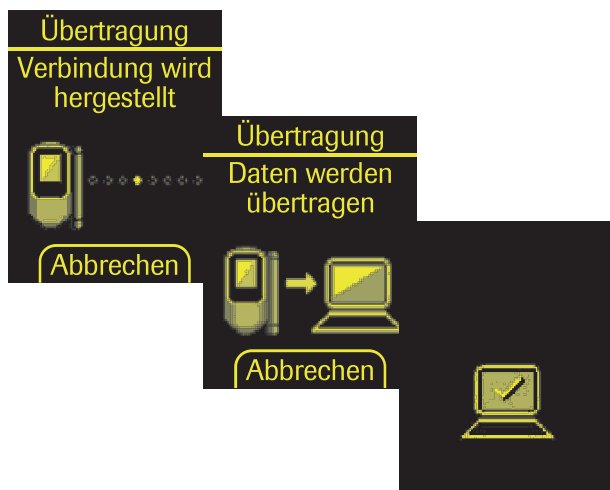 Übertragung
Verbindung wird
hergestellt
Abbrechen
Übertragung
Daten werden
übertragen
Abbrechen